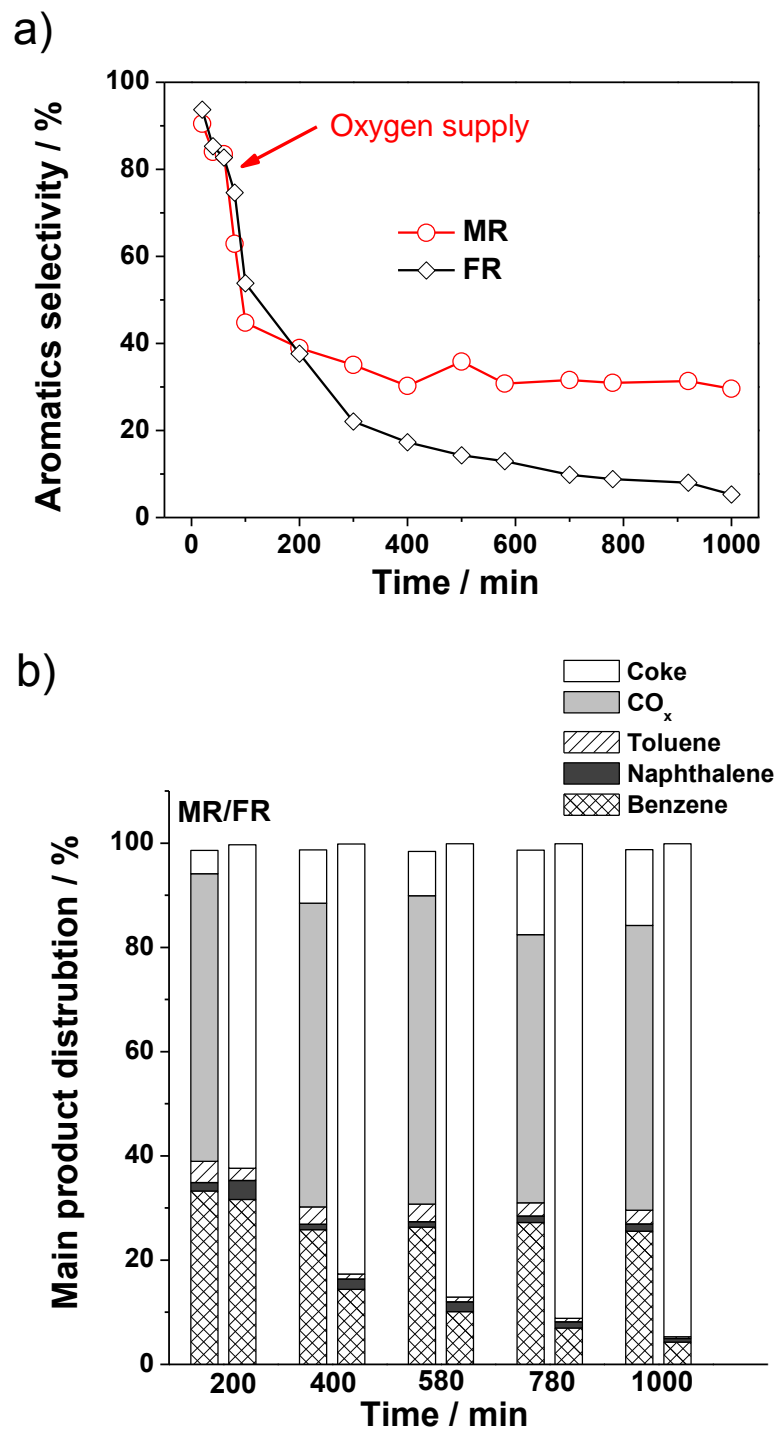 a)
100
80
60
40
20
0
Aromatics selectivity / %
Oxygen supply
MR
FR
0 200 400 600 800 1000
Time / min
b)
Coke
COx
Toluene
Naphthalene
Benzene
MR/FR
100
80
60
40
20
0
Main product distrubtion / %
200 400 580 780 1000
Time / min